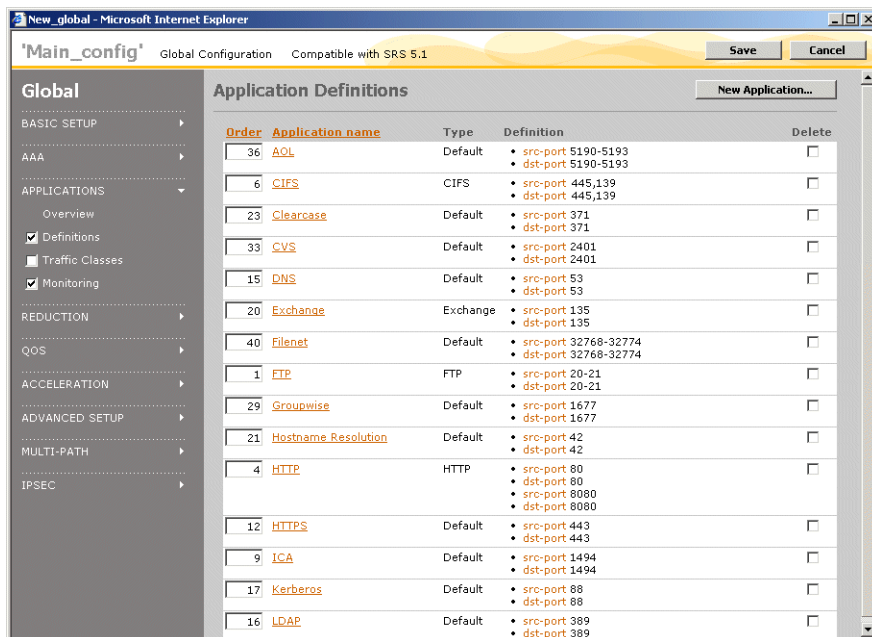 New_global - Microsoft Internet Explorer
'Main_config' Global Configuration Compatible with SRS 5.1 Save Cancel
Global
BASIC SETUP
AAA
APPLICATIONS
Overview
Definitions
Traffic Classes
Monitoring
REDUCTION
QOS
ACCELERATION
ADVANCED SETUP
MULTI-PATH
IPSEC
Application Definitions New Application...
Order Application name Type Definition Delete
36 AOL Default • src-port 5190-5193
• dst-port 5190-5193
6 CIFS CIFS • src-port 445,139
• dst-port 445,139
23 Clearcase Default • src-port 371
• dst-port 371
33 CVS Default • src-port 2401
• dst-port 2401
15 DNS Default • src-port 53
• dst-port 53
20 Exchange Exchange • src-port 135
• dst-port 135
40 Filenet Default • src-port 32768-32774
• dst-port 32768-32774
1 FTP FTP • src-port 20-21
• dst-port 20-21
29 Groupwise Default • src-port 1677
• dst-port 1677
21 Hostname Resolution Default • src-port 42
• dst-port 42
4 HTTP HTTP • src-port 80
• dst-port 80
• src-port 8080
• dst-port 8080
12 HTTPS Default • src-port 443
• dst-port 443
9 ICA Default • src-port 1494
• dst-port 1494
17 Kerberos Default • src-port 88
• dst-port 88
16 LDAP Default • src-port 389
• dst-port 389